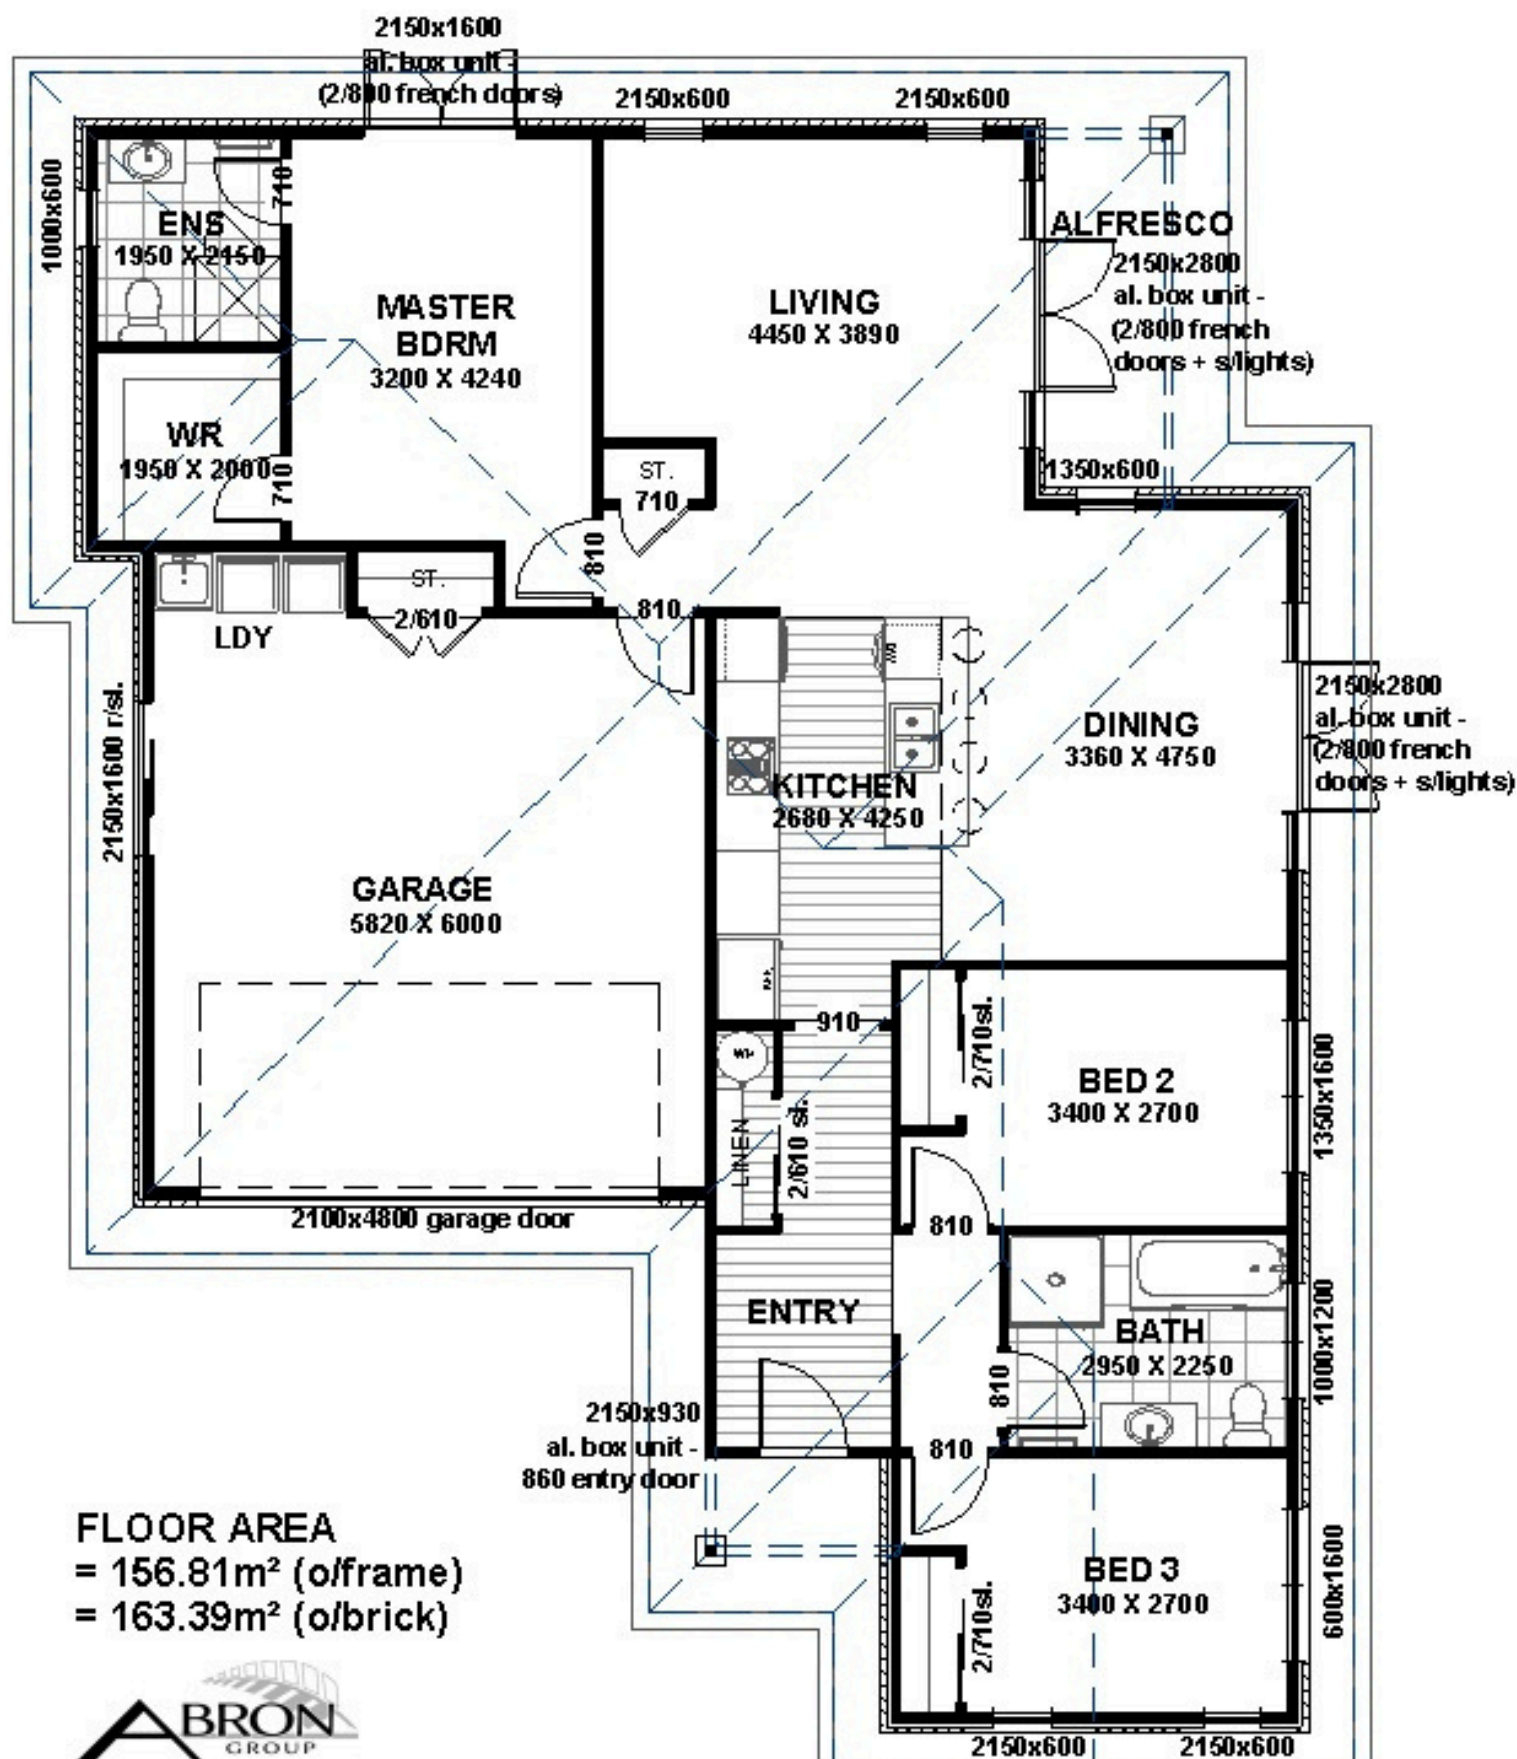 2150x1600
al. box unit -
(2/800 french doors)
2150x600
2150x600
1000x600
710
ENS
1950 X 2150
MASTER
BDRM
3200 X 4240
LIVING
4450 X 3890
ALFRESCO
2150x2800
al. box unit -
(2/800 french
doors + s/lights)
WR
1950 X 2000
710
ST.
710
1350x600
810
ST.
2/610
810
LDY
2150x1600 r/sl.
DINING
3360 X 4750
2150x2800
al. box unit -
(2/800 french
doors + s/lights)
KITCHEN
2680 X 4250
GARAGE
5820 X 6000
910
2/710sl.
BED 2
3400 X 2700
1350x1600
LINEN
2/610 sl.
2100x4800 garage door
810
ENTRY
BATH
2950 X 2250
1000x1200
810
2150x930
al. box unit -
860 entry door
810
FLOOR AREA
= 156.81m² (o/frame)
= 163.39m² (o/brick)
2/710sl.
BED 3
3400 X 2700
600x1600
ABRON
GROUP
2150x600
2150x600